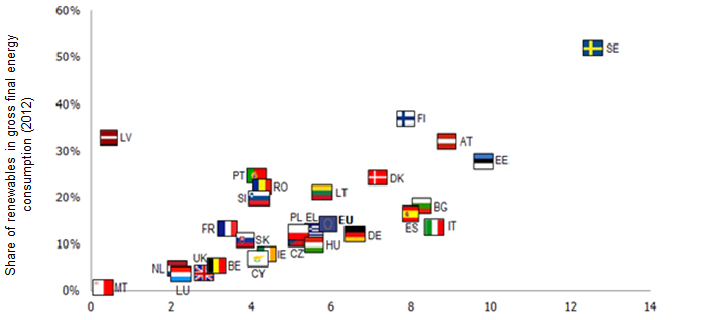 Share of renewables in gross final energy
consumption (2012)
60%
50%
40%
30%
20%
10%
0%
SE
FI
LV
AT
EE
PT
RO
DK
SI
LT
BG
ES
IT
FR
PL EL EU
DE
SK
HU
CZ
IE
CY
NL
UK
BE
LU
MT
0 2 4 6 8 10 12 14